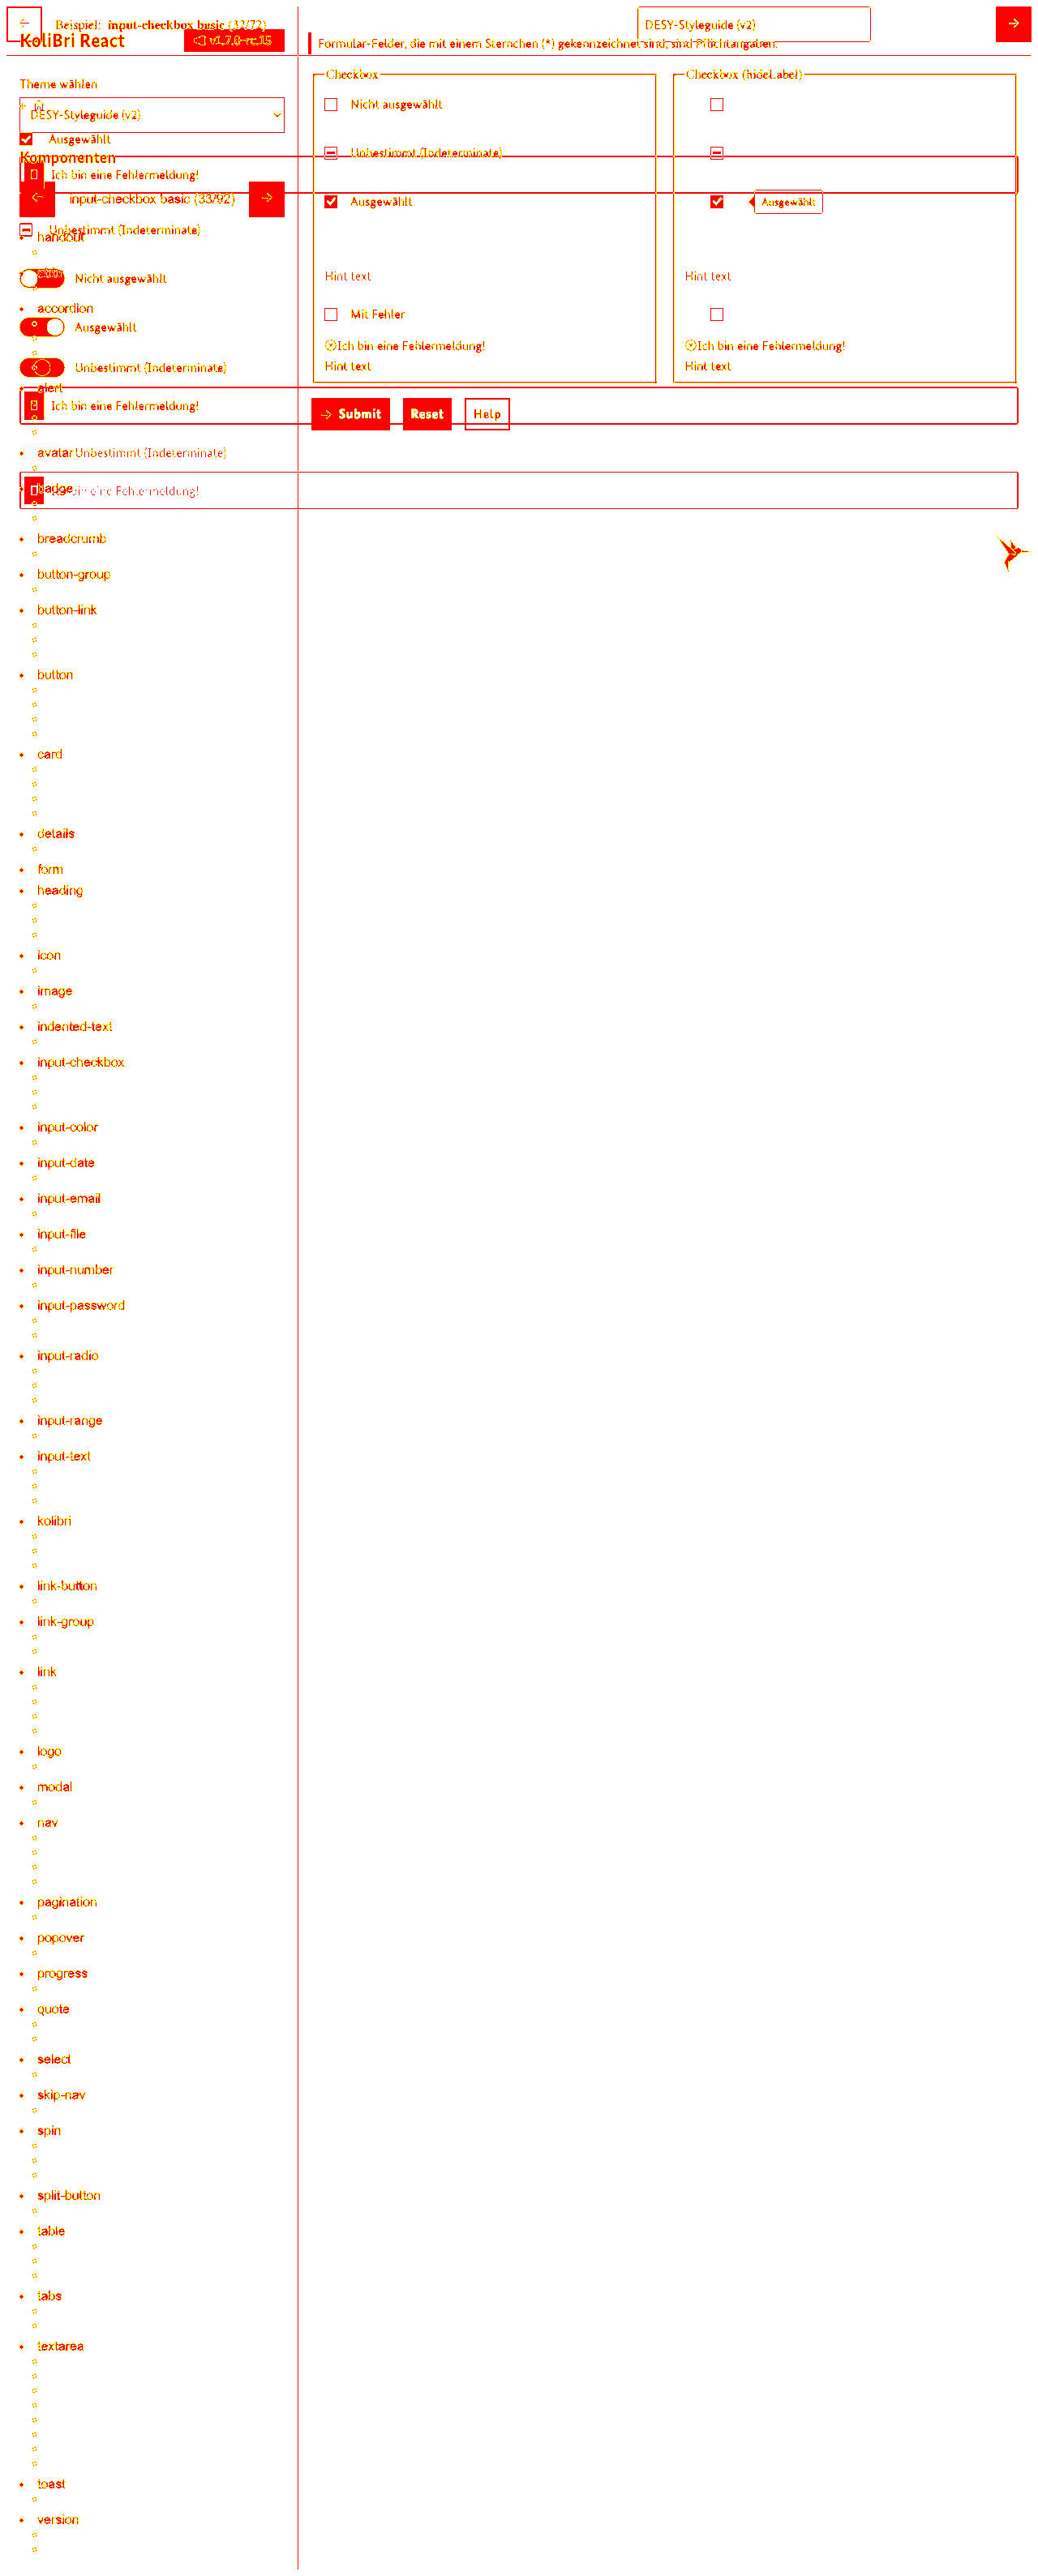 Beispiel: input-checkbox basic (32/72)
DESY-Styleguide (v2)
KoliBri React
v1.7.0-rc.15
Formular-Felder, die mit einem Sternchen (*) gekennzeichnet sind, sind Pflichtangaben.
Theme wählen
DESY-Styleguide (v2)
Ausgewählt
Komponenten
Ich bin eine Fehlermeldung!
input-checkbox basic (33/92)
Unbestimmt (Indeterminate)
handout
Nicht ausgewählt
accordion
Ausgewählt
Unbestimmt (Indeterminate)
alert
Ich bin eine Fehlermeldung!
avatar
Unbestimmt (Indeterminate)
badge
bin eine Fehlermeldung!
breadcrumb
button-group
button-link
button
card
details
form
heading
icon
image
indented-text
input-checkbox
input-color
input-date
input-email
input-file
input-number
input-password
input-radio
input-range
input-text
kolibri
link-button
link-group
link
logo
modal
nav
pagination
popover
progress
quote
select
skip-nav
spin
split-button
table
tabs
textarea
toast
version
Checkbox
Nicht ausgewählt
Unbestimmt (Indeterminate)
Ausgewählt
Hint text
Mit Fehler
Ich bin eine Fehlermeldung!
Hint text
Checkbox (hideLabel)
Ausgewählt
Hint text
Ich bin eine Fehlermeldung!
Hint text
Submit
Reset
Help